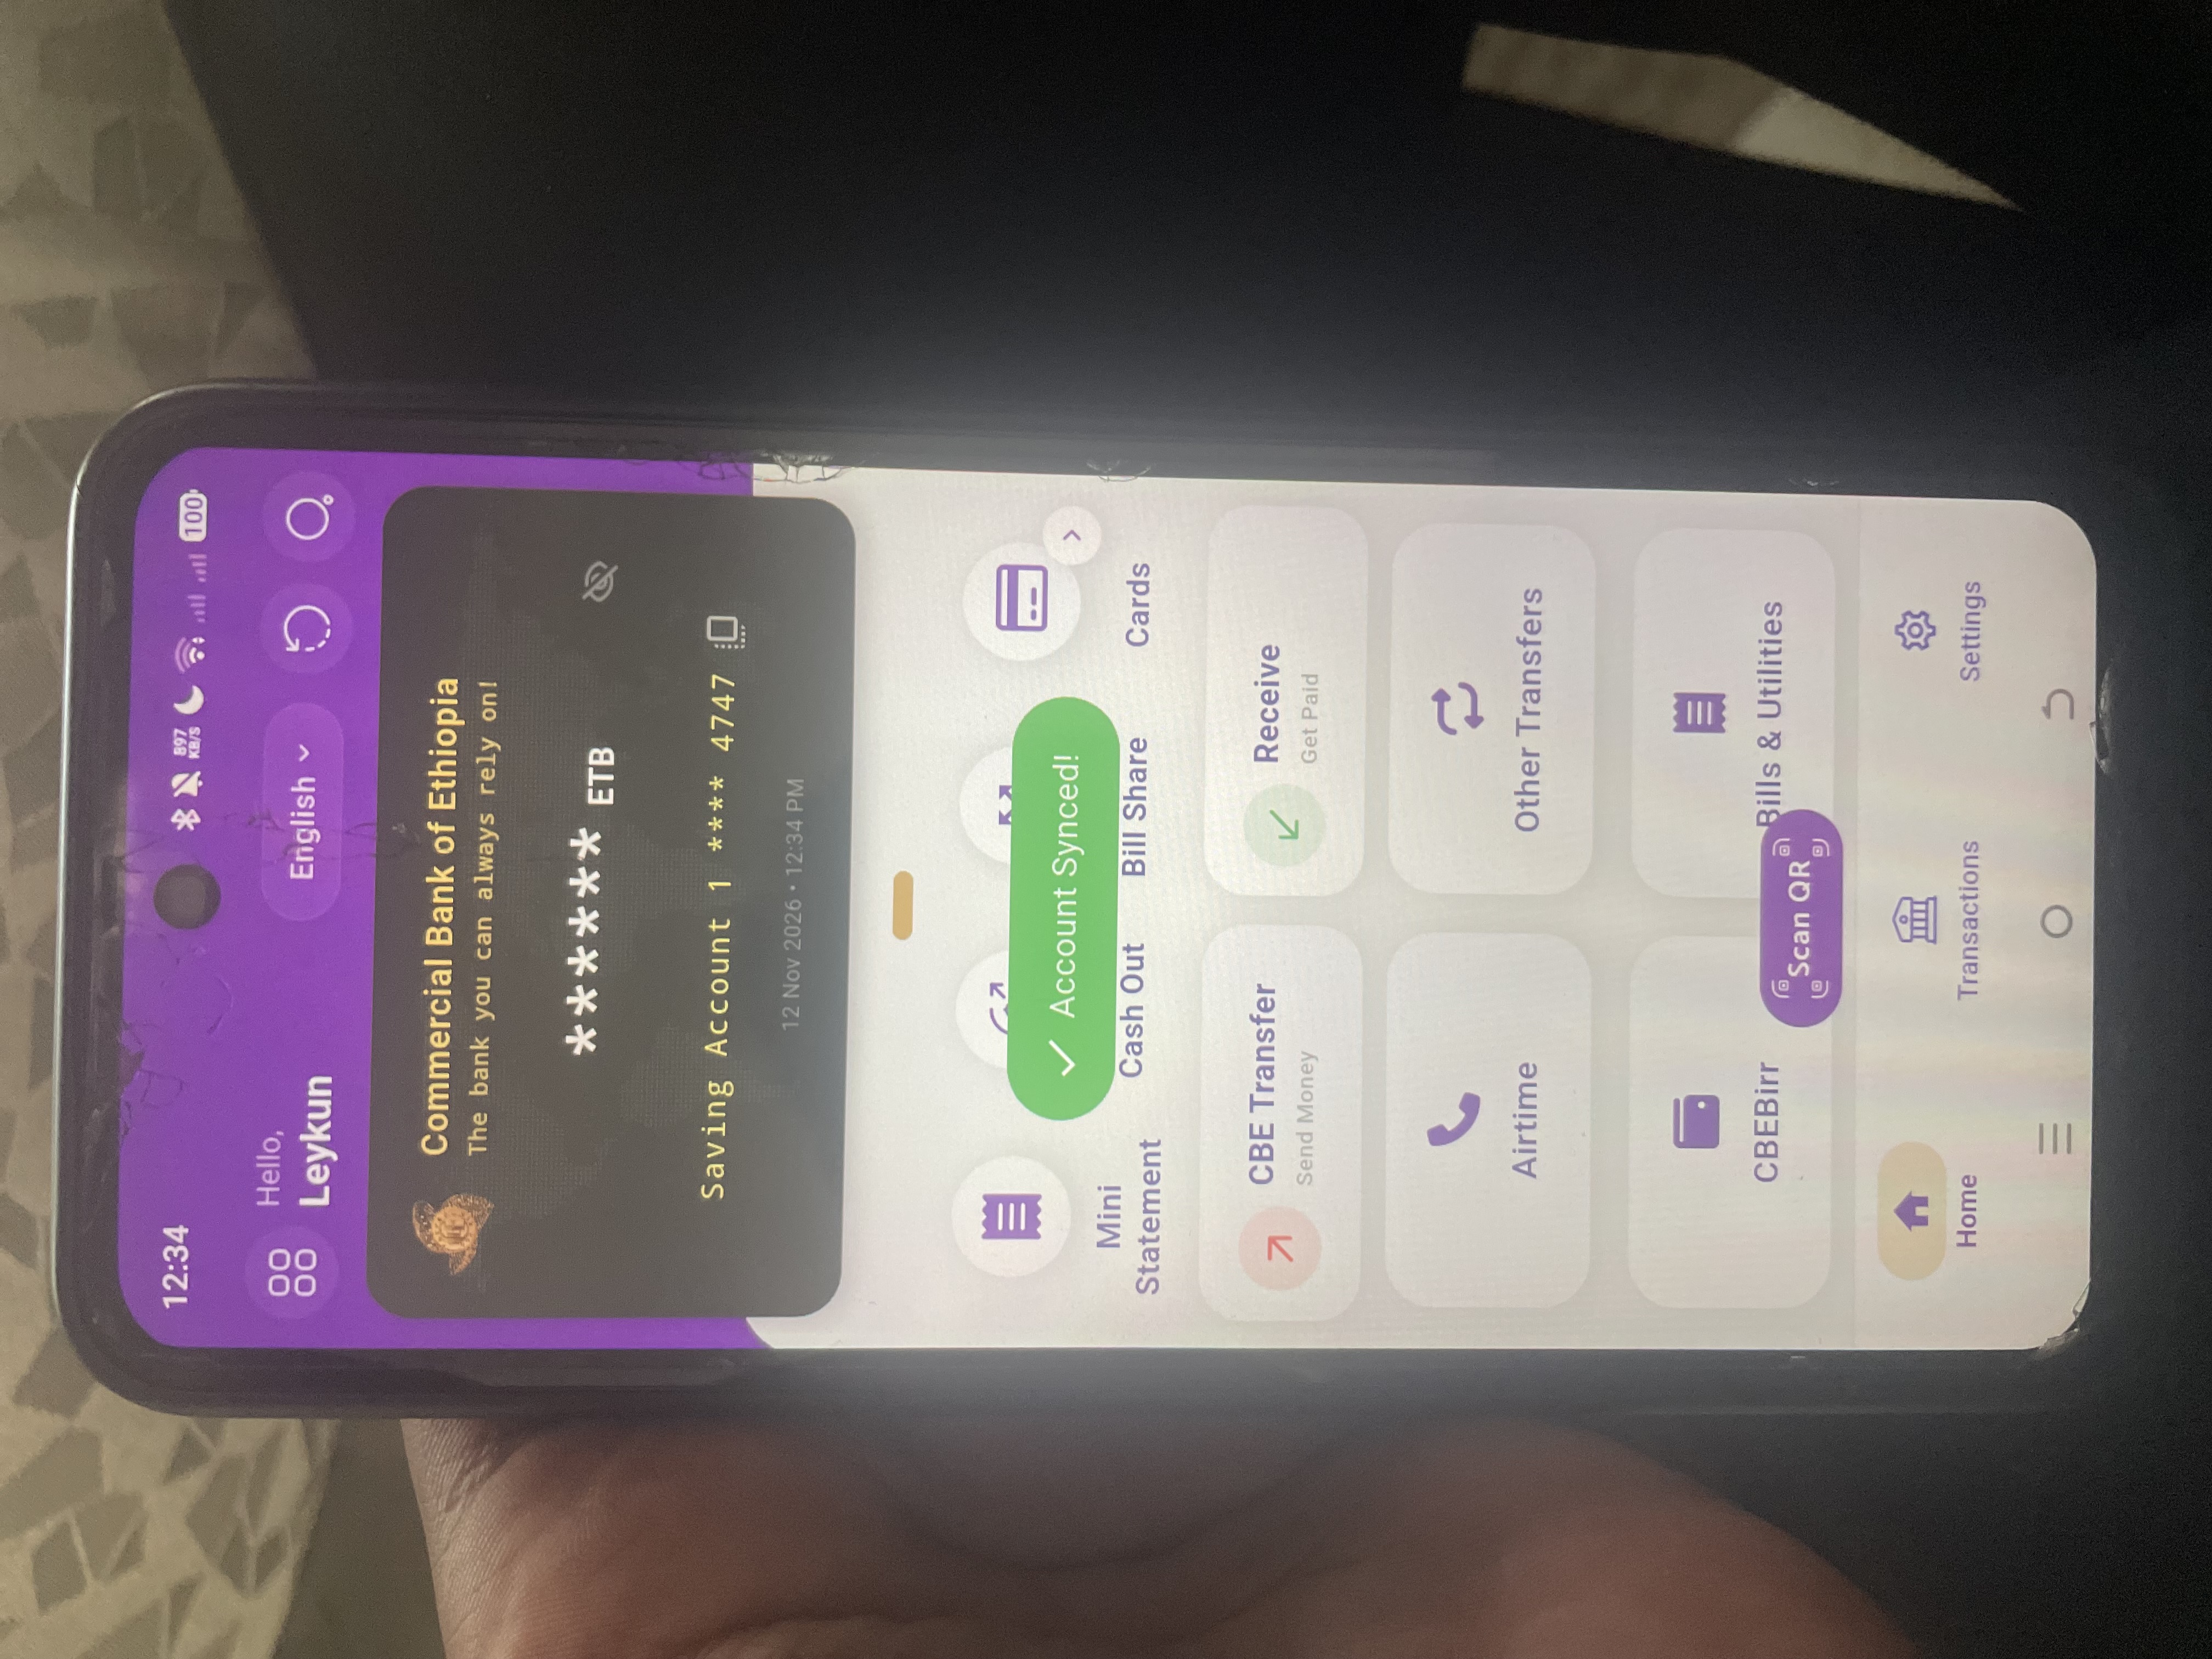 12:34
897
KB/S
100
Hello,
Leykun
English
Commercial Bank of Ethiopia
The bank you can always rely on!
****** ETB
Saving Account 1 **** 4747
12 Nov 2026 • 12:34 PM
Account Synced!
Mini
Statement
Cash Out
Bill Share
Cards
CBE Transfer
Send Money
Receive
Get Paid
Airtime
Other Transfers
CBEBirr
Bills & Utilities
Scan QR
Home
Transactions
Settings